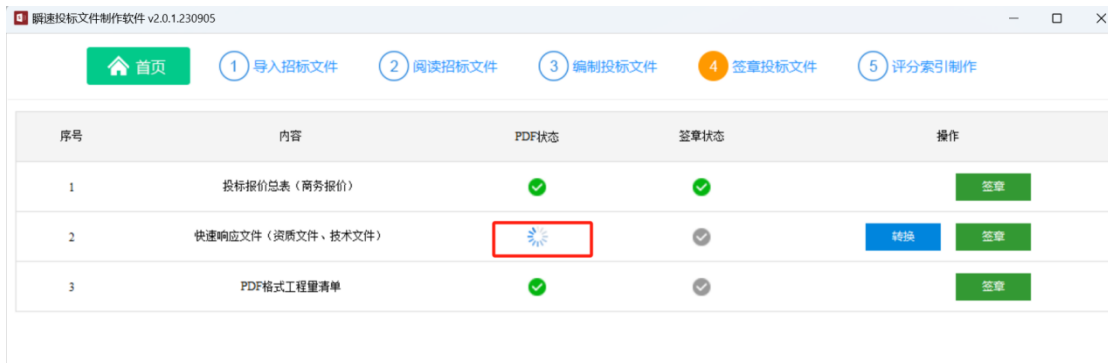 瞬速投标文件制作软件 v2.0.1.230905
首页 1 导入招标文件 2 阅读招标文件 3 编制投标文件 4 签章投标文件 5 评分索引制作
序号 内容 PDF状态 签章状态 操作
1 投标报价总表（商务报价） 签章
2 快速响应文件（资质文件、技术文件） 转换 签章
3 PDF格式工程量清单 签章